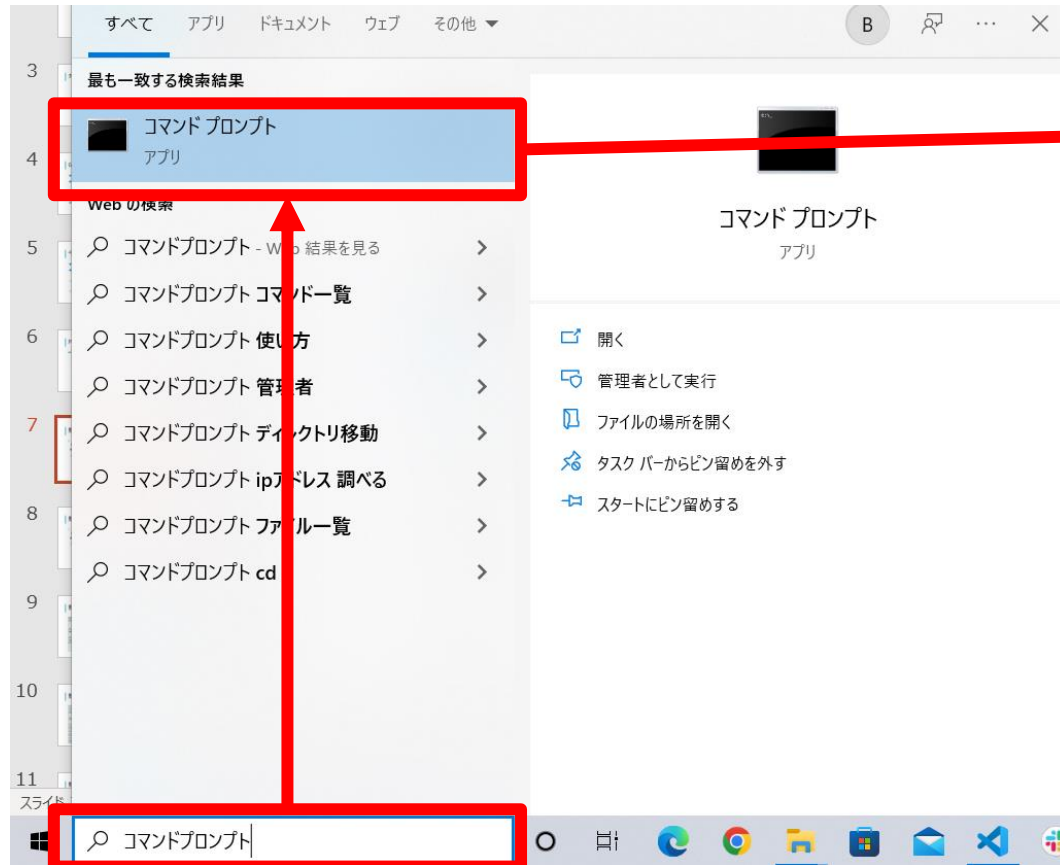 すべて アプリ ドキュメント ウェブ その他 B ...
3
最も一致する検索結果
コマンド プロンプト
アプリ
4
Web の検索
コマンド プロンプト
アプリ
5
コマンドプロンプト - Web 結果を見る
コマンドプロンプト コマンド一覧
6
コマンドプロンプト 使い方
開く
コマンドプロンプト 管理者
管理者として実行
7
コマンドプロンプト ディレクトリ移動
ファイルの場所を開く
タスク バーからピン留めを外す
コマンドプロンプト ipアドレス 調べる
スタートにピン留めする
8
コマンドプロンプト ファイル一覧
コマンドプロンプト cd
9
10
11
スライド
コマンドプロンプト